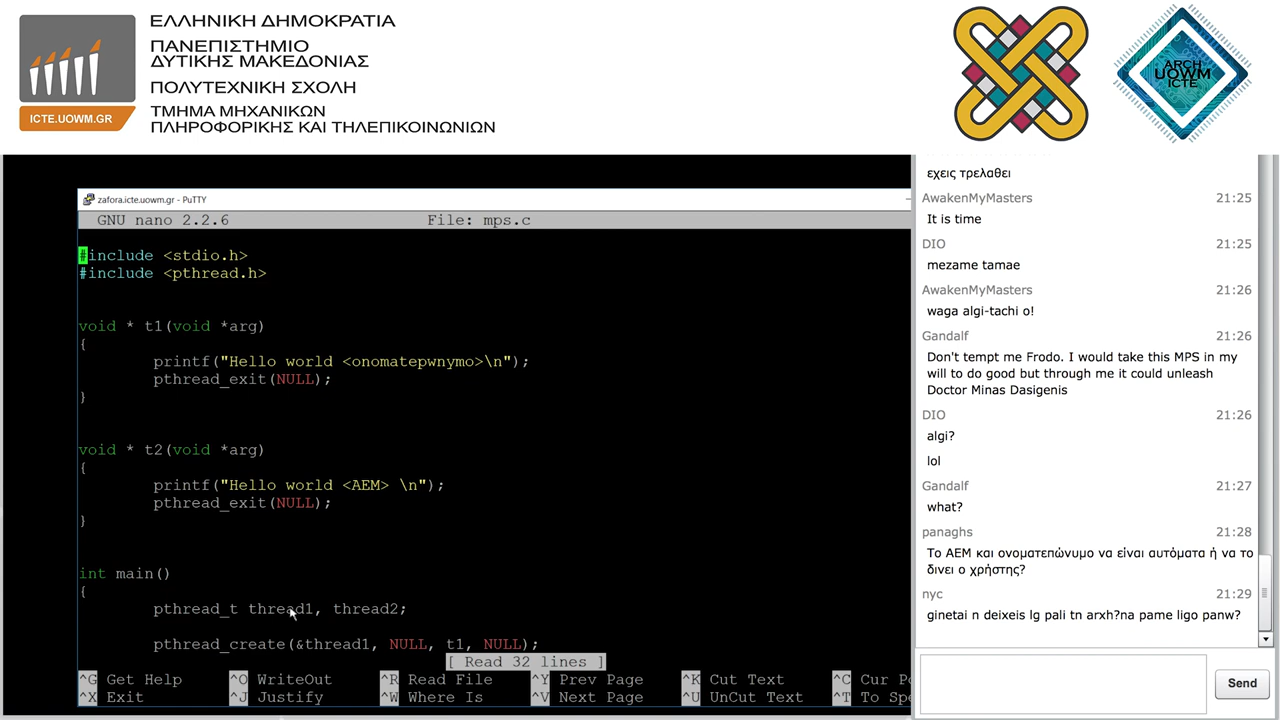 ΕΛΛΗΝΙΚΗ ΔΗΜΟΚΡΑΤΙΑ
ΠΑΝΕΠΙΣΤΗΜΙΟ
ΔΥΤΙΚΗΣ ΜΑΚΕΔΟΝΙΑΣ
ΠΟΛΥΤΕΧΝΙΚΗ ΣΧΟΛΗ
ΤΜΗΜΑ ΜΗΧΑΝΙΚΩΝ
ΠΛΗΡΟΦΟΡΙΚΗΣ ΚΑΙ ΤΗΛΕΠΙΚΟΙΝΩΝΙΩΝ
ICTE.UOWM.GR
ARCH
UOWM
ICTE
zafora.icte.uowm.gr - PuTTY
GNU nano 2.2.6 File: mps.c
#include <stdio.h>
#include <pthread.h>
void * t1(void *arg)
{
printf("Hello world <onomatepwnymo>\n");
pthread_exit(NULL);
}
void * t2(void *arg)
{
printf("Hello world <AEM> \n");
pthread_exit(NULL);
}
int main()
{
pthread_t thread1, thread2;
pthread_create(&thread1, NULL, t1, NULL);
[ Read 32 lines ]
^G Get Help ^O WriteOut ^R Read File ^Y Prev Page ^K Cut Text ^C Cur Po
^X Exit ^J Justify ^W Where Is ^V Next Page ^U UnCut Text ^T To Spe
εχεις τρελαθει
AwakenMyMasters 21:25
It is time
DIO 21:25
mezame tamae
AwakenMyMasters 21:26
waga algi-tachi o!
Gandalf 21:26
Don't tempt me Frodo. I would take this MPS in my
will to do good but through me it could unleash
Doctor Minas Dasigenis
DIO 21:26
algi?
lol
Gandalf 21:27
what?
panaghs 21:28
Το ΑΕΜ και ονοματεπώνυμο να είναι αυτόματα ή να το
δινει ο χρήστης?
nyc 21:29
ginetai n deixeis lg pali tn arxh?na pame ligo panw?
Send